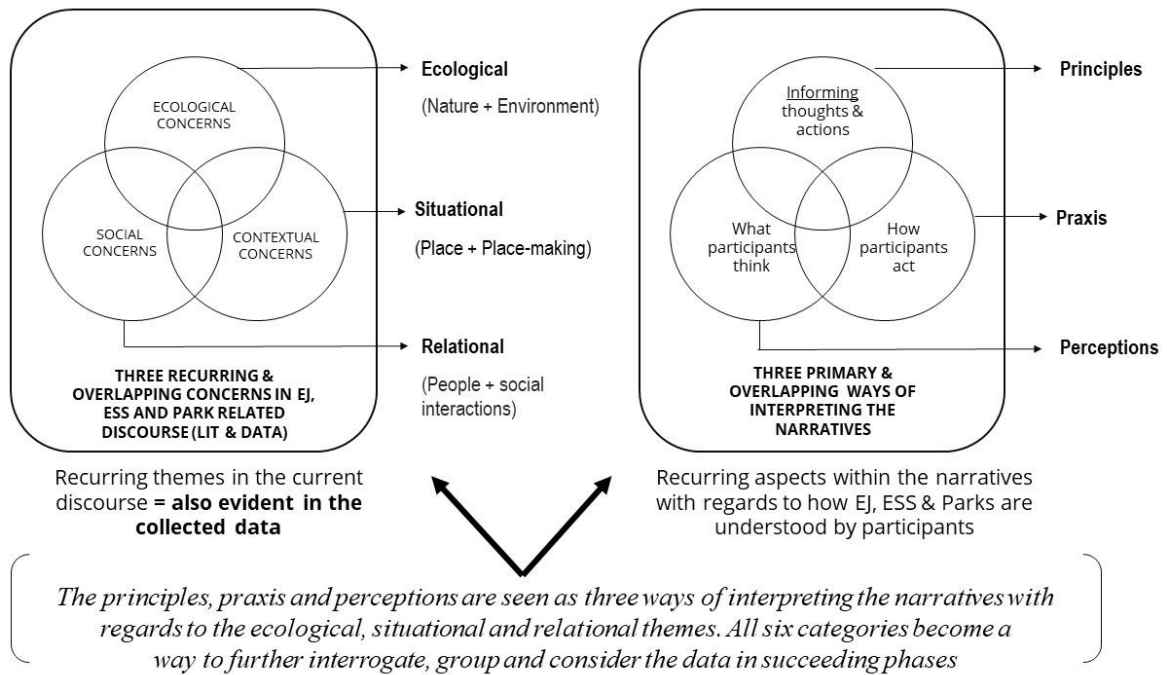 ECOLOGICAL
CONCERNS
SOCIAL
CONCERNS
CONTEXTUAL
CONCERNS
THREE RECURRING &
OVERLAPPING CONCERNS IN EJ,
ESS AND PARK RELATED
DISCOURSE (LIT & DATA)
Ecological
(Nature + Environment)
Situational
(Place + Place-making)
Relational
(People + social
interactions)
Recurring themes in the current
discourse = also evident in the
collected data
Informing
thoughts &
actions
What
participants
think
How
participants
act
THREE PRIMARY &
OVERLAPPING WAYS OF
INTERPRETING THE
NARRATIVES
Principles
Praxis
Perceptions
Recurring aspects within the narratives
with regards to how EJ, ESS & Parks are
understood by participants
The principles, praxis and perceptions are seen as three ways of interpreting the narratives with
regards to the ecological, situational and relational themes. All six categories become a
way to further interrogate, group and consider the data in succeeding phases